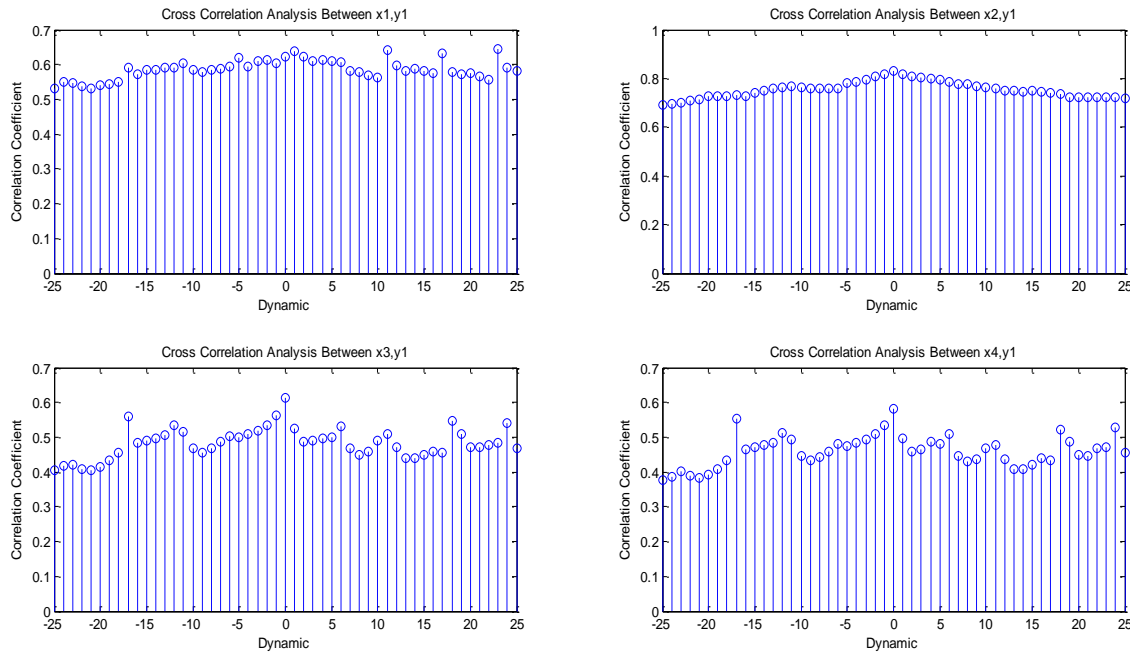 Cross Correlation Analysis Between x1,y1
0.7
0.6
0.5
0.4
0.3
0.2
0.1
0
Correlation Coefficient
-25 -20 -15 -10 -5 0 5 10 15 20 25
Dynamic
Cross Correlation Analysis Between x2,y1
1
0.8
0.6
0.4
0.2
0
Correlation Coefficient
-25 -20 -15 -10 -5 0 5 10 15 20 25
Dynamic
Cross Correlation Analysis Between x3,y1
0.7
0.6
0.5
0.4
0.3
0.2
0.1
0
Correlation Coefficient
-25 -20 -15 -10 -5 0 5 10 15 20 25
Dynamic
Cross Correlation Analysis Between x4,y1
0.7
0.6
0.5
0.4
0.3
0.2
0.1
0
Correlation Coefficient
-25 -20 -15 -10 -5 0 5 10 15 20 25
Dynamic